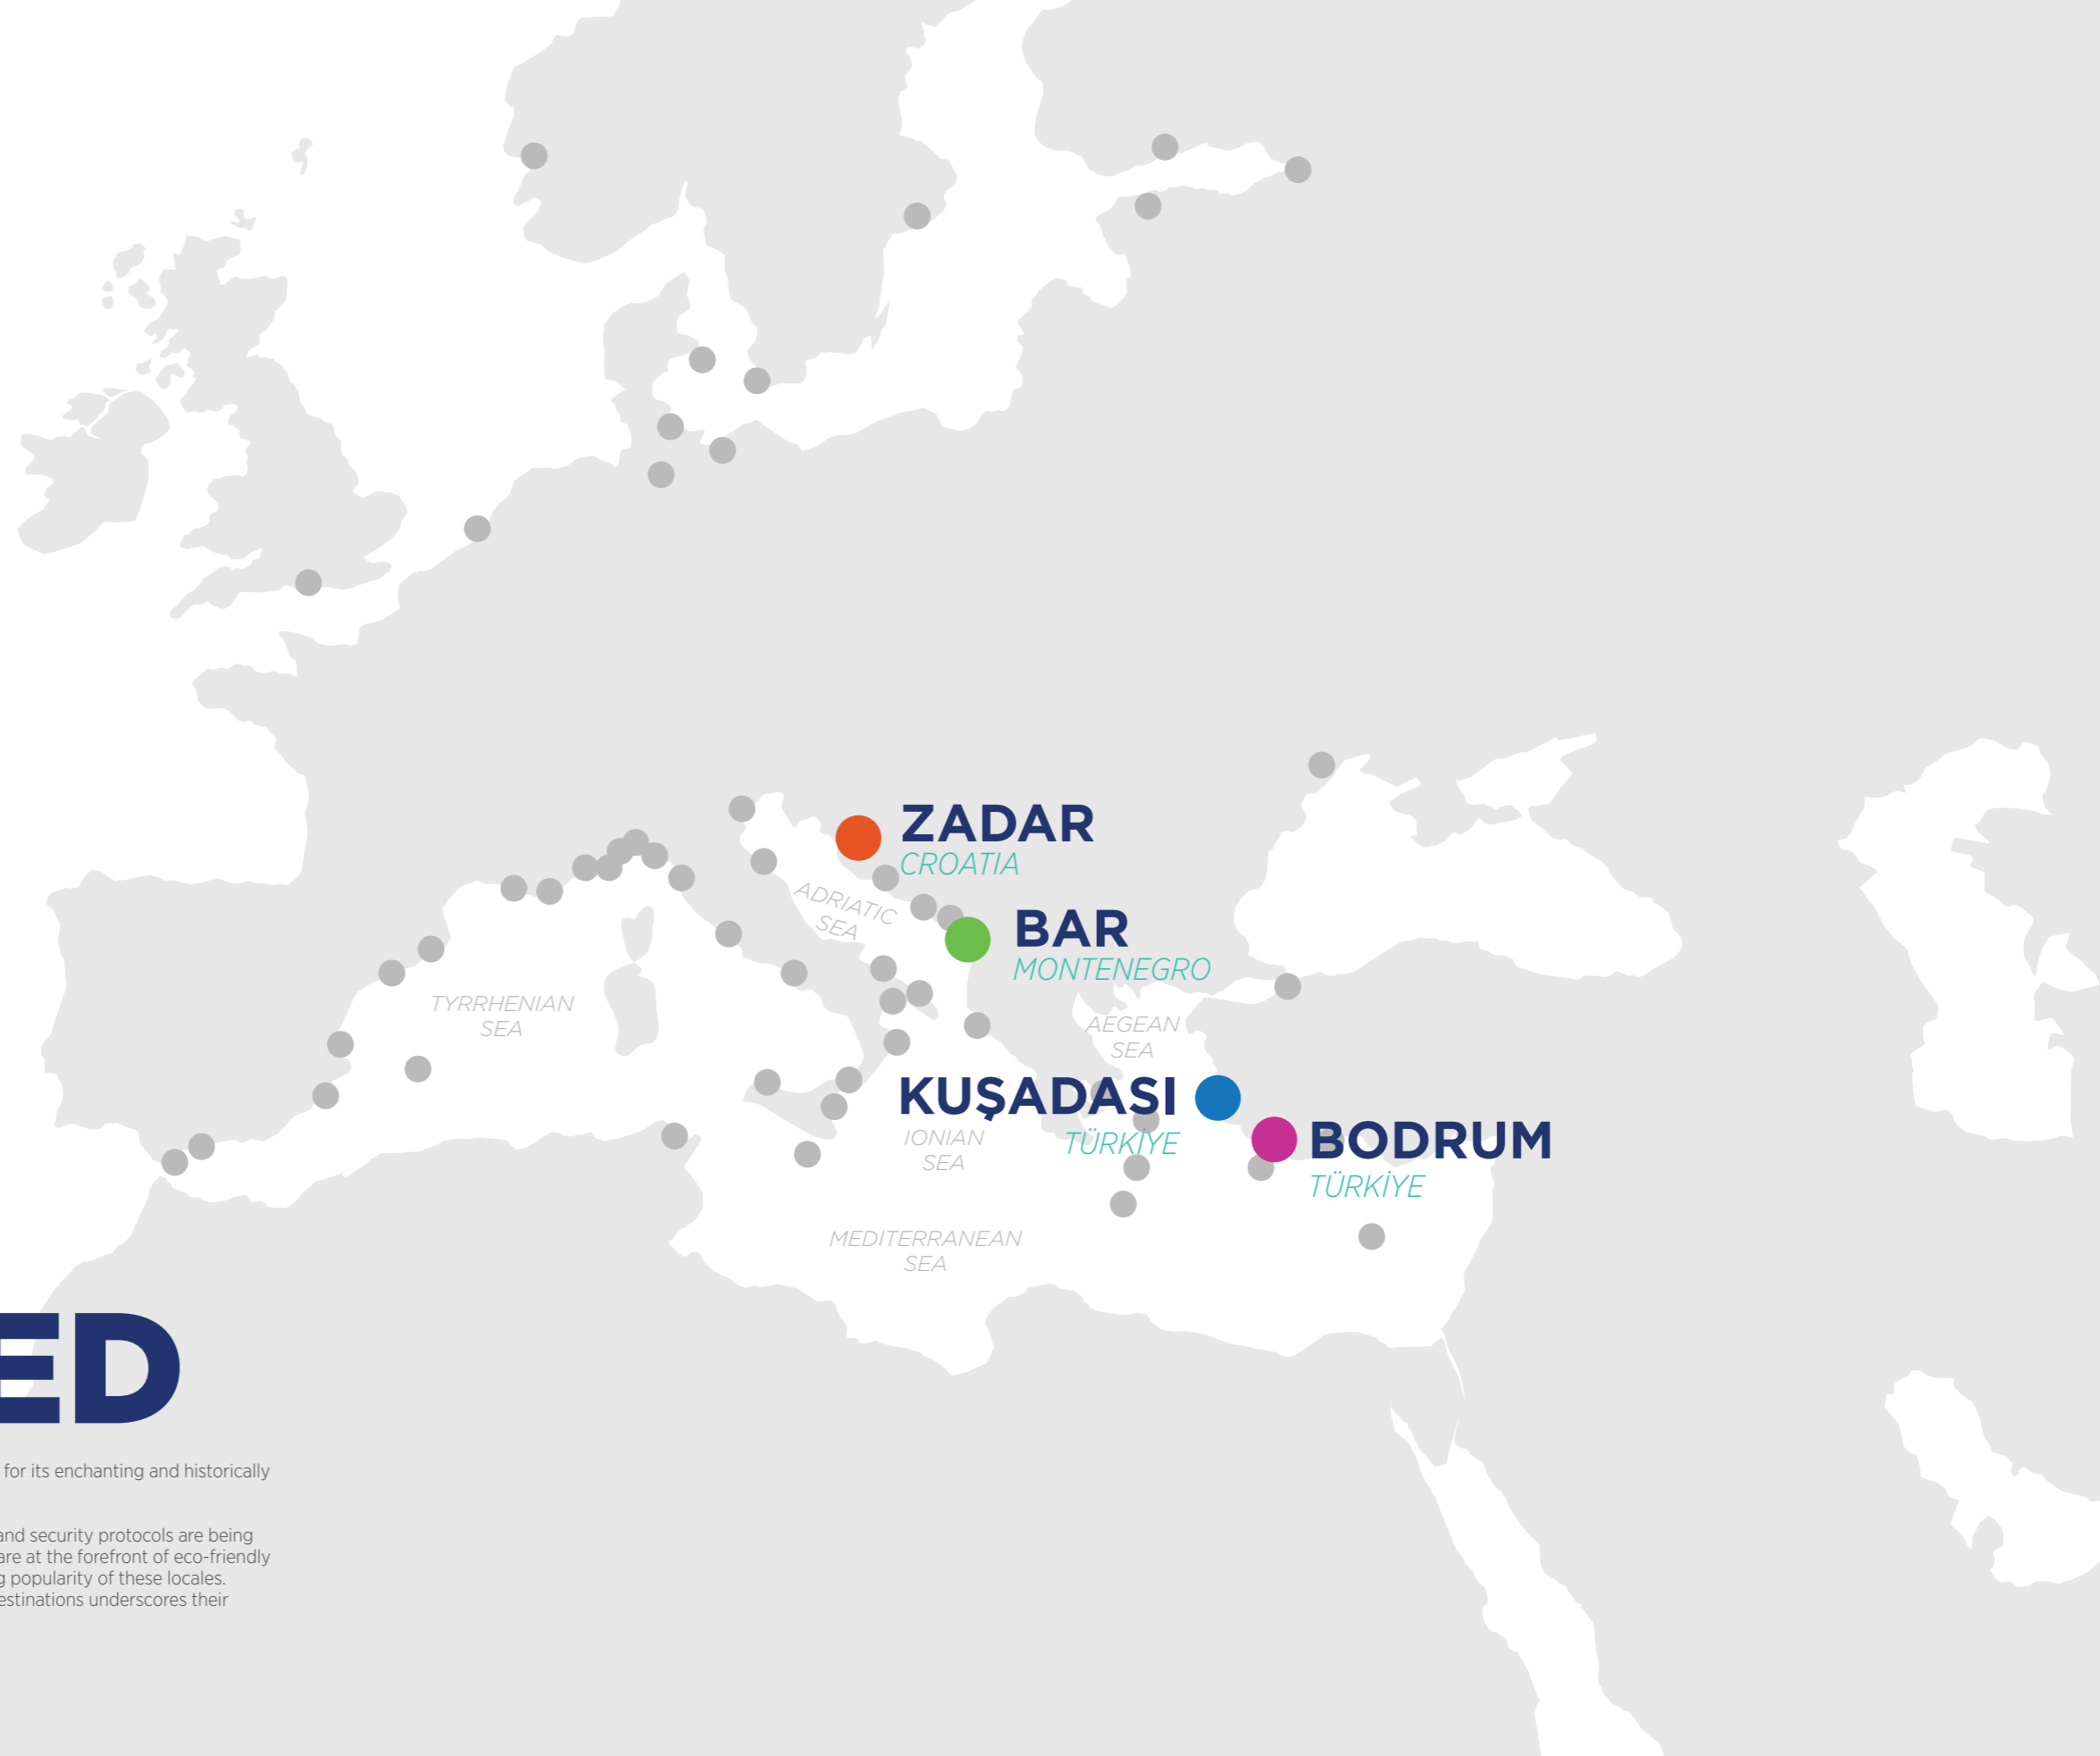 ZADAR
CROATIA
ADRIATIC
SEA
BAR
MONTENEGRO
TYRRHENIAN
SEA
AEGEAN
SEA
KUŞADASI
TÜRKİYE
IONIAN
SEA
BODRUM
TÜRKİYE
MEDITERRANEAN
SEA
ED
for its enchanting and historically
and security protocols are being
are at the forefront of eco-friendly
g popularity of these locales.
estinations underscores their